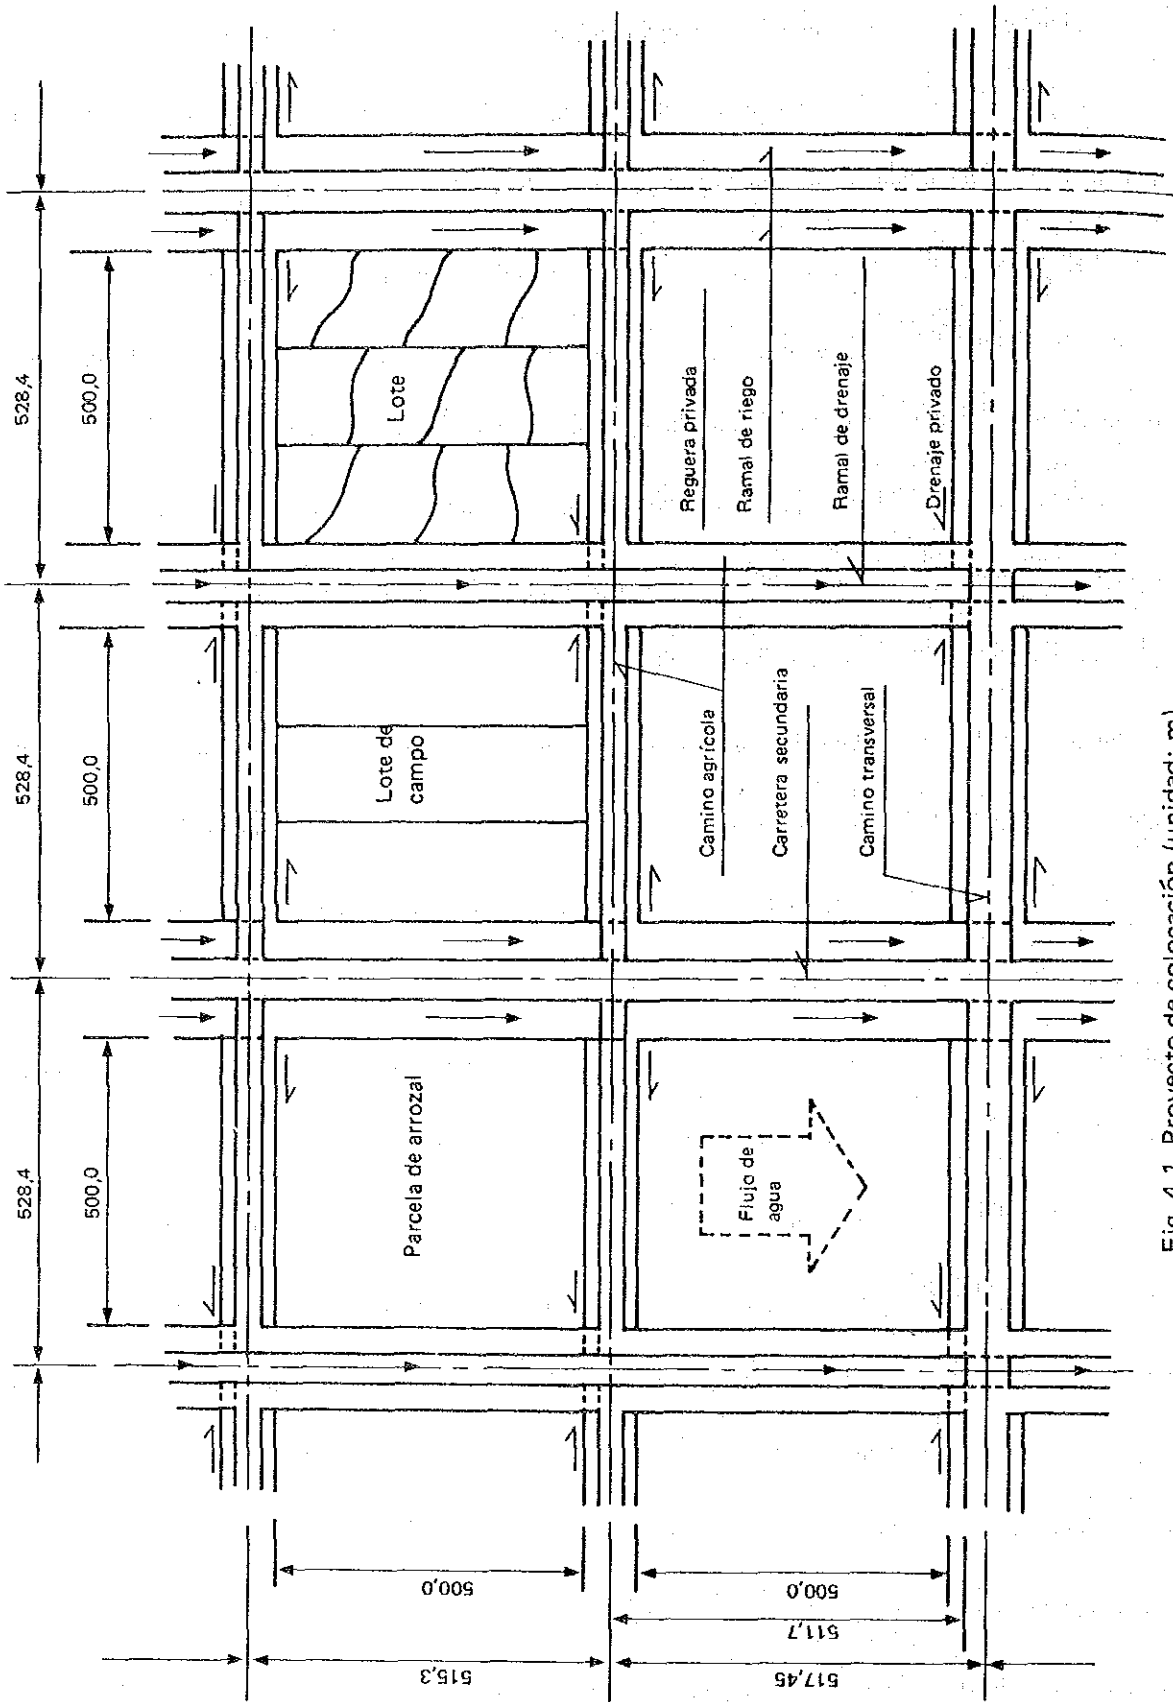 528,4
528,4
528,4
500,0
500,0
500,0
Parcela de arrozal
Lote de
campo
Lote
Flujo de
agua
Camino agrícola
Carretera secundaria
Camino transversal
Reguera privada
Ramal de riego
Ramal de drenaje
Drenaje privado
515,3
500,0
517,45
511,7
500,0
Fig. 4-1 Proyecto de colocación (unidad: m)